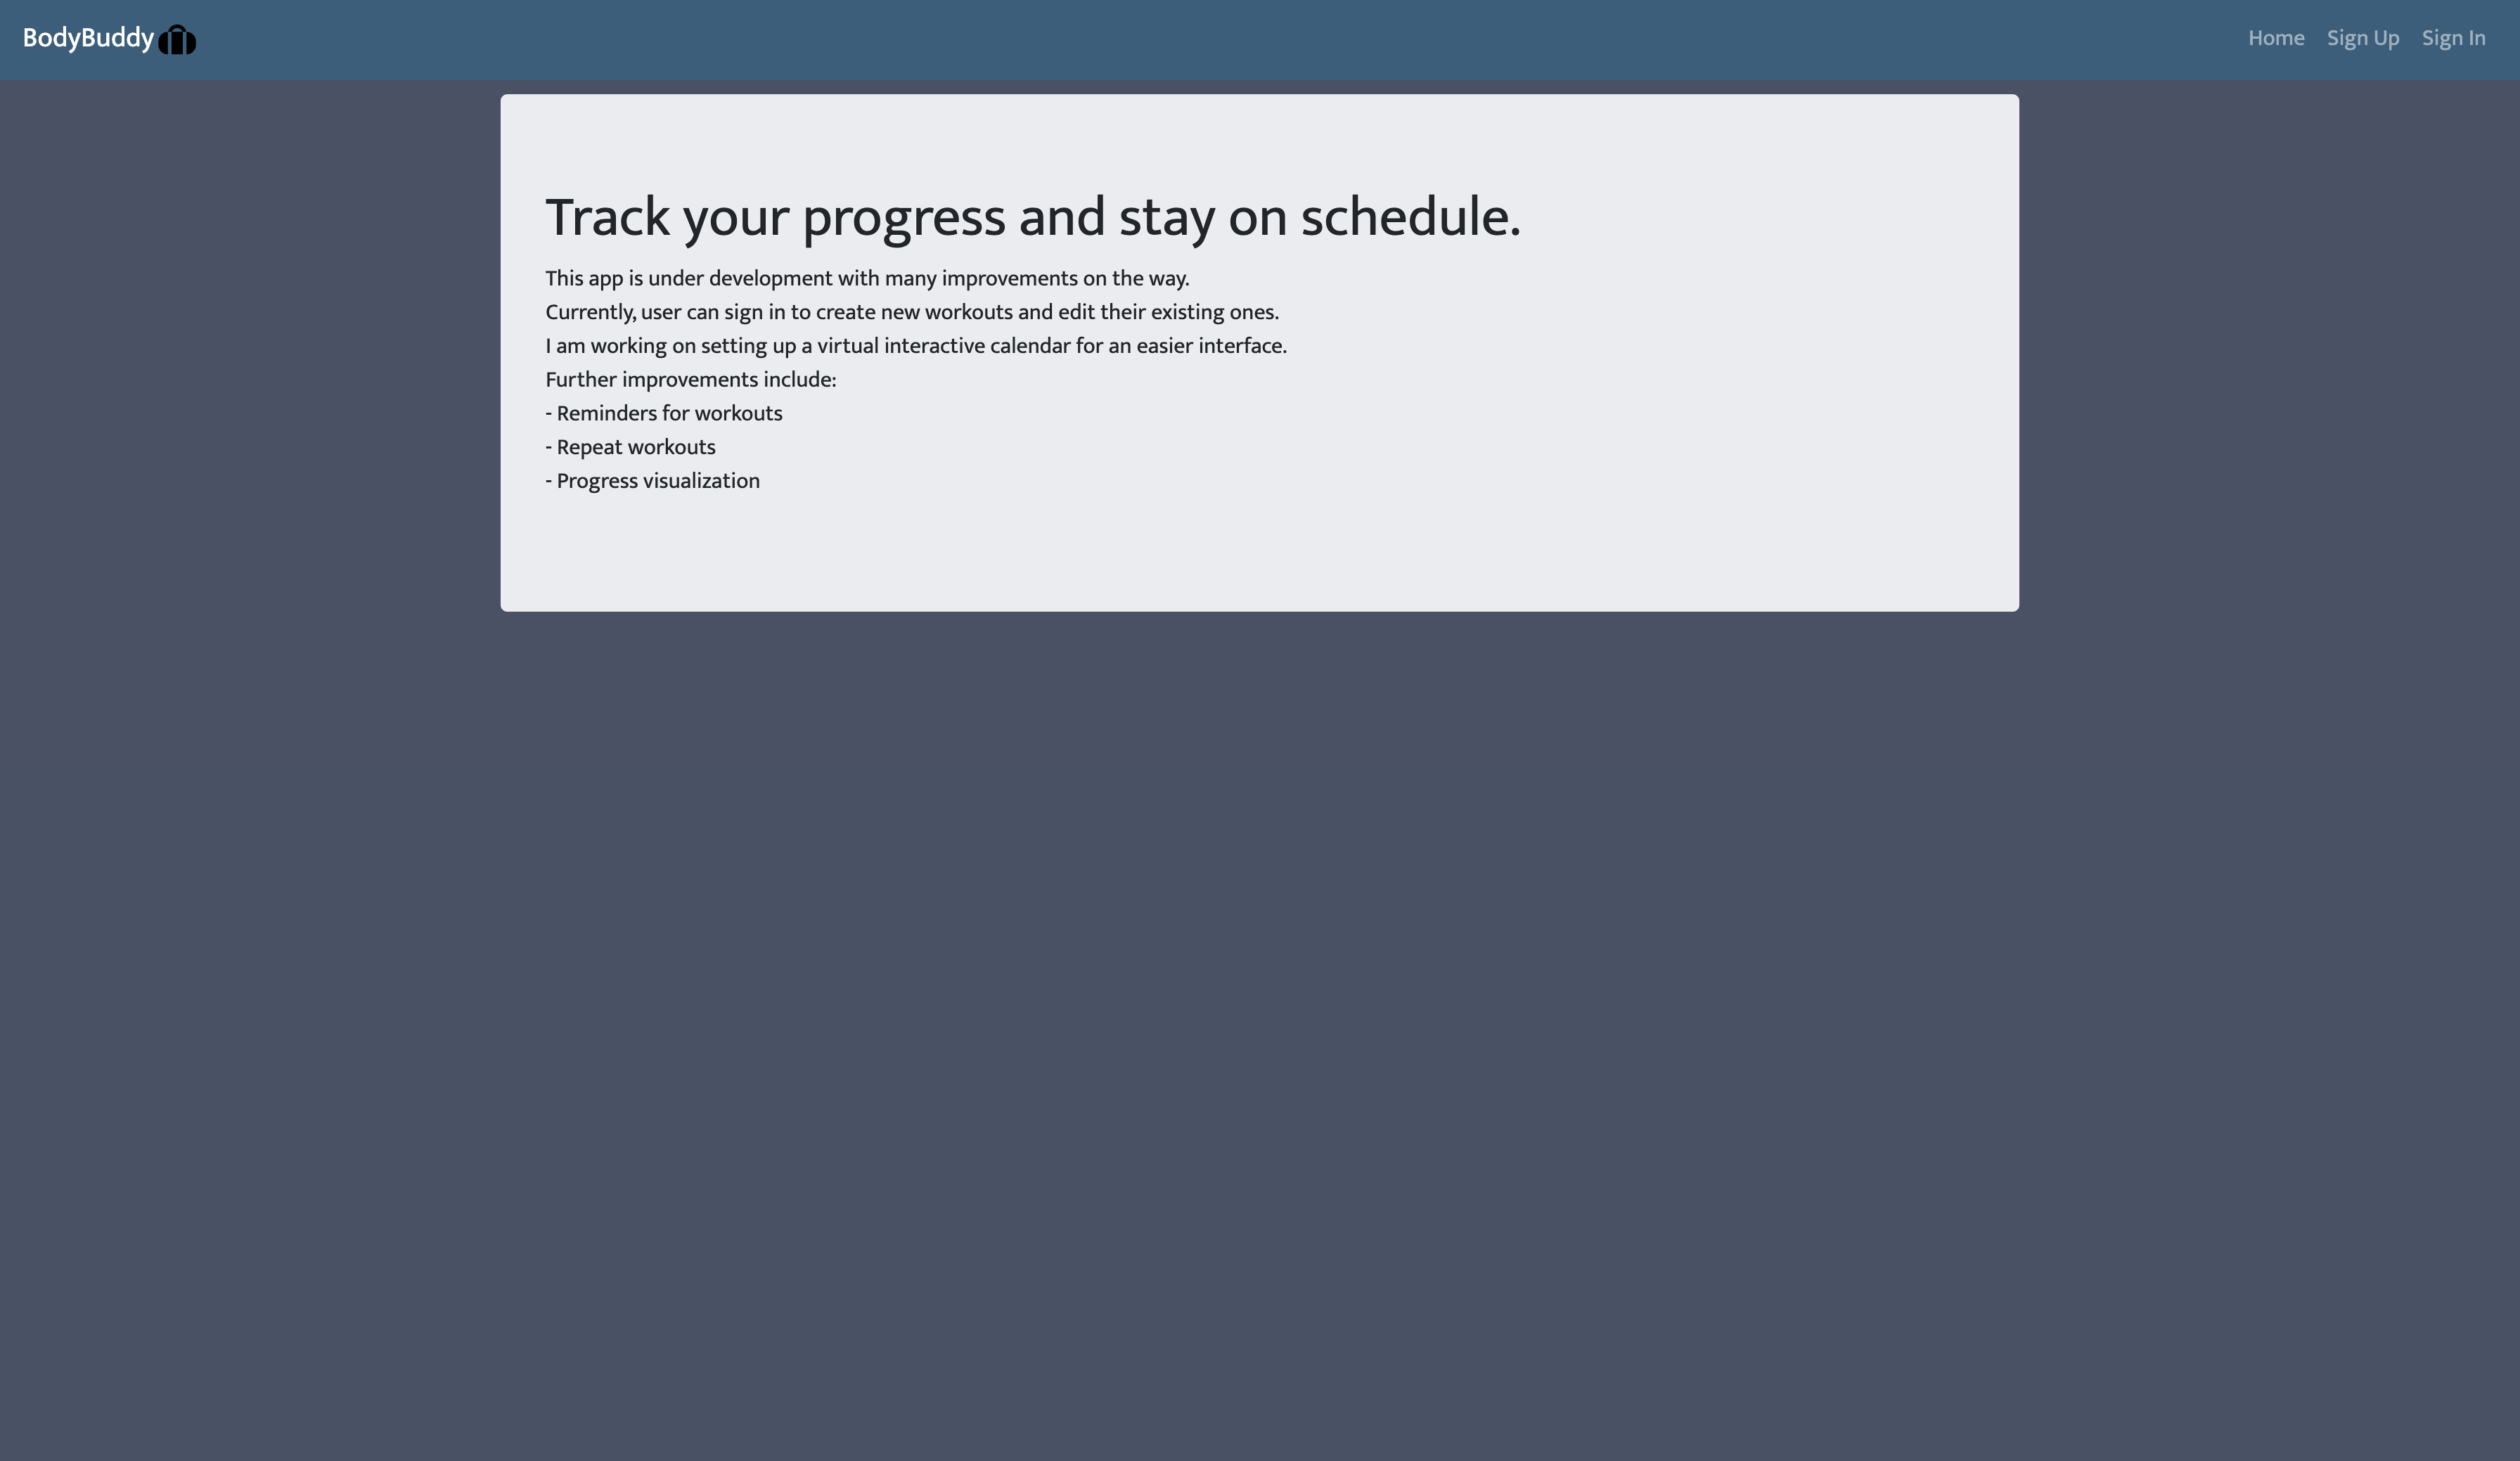 BodyBuddy
Home Sign Up Sign In
Track your progress and stay on schedule.
This app is under development with many improvements on the way.
Currently, user can sign in to create new workouts and edit their existing ones.
I am working on setting up a virtual interactive calendar for an easier interface.
Further improvements include:
- Reminders for workouts
- Repeat workouts
- Progress visualization